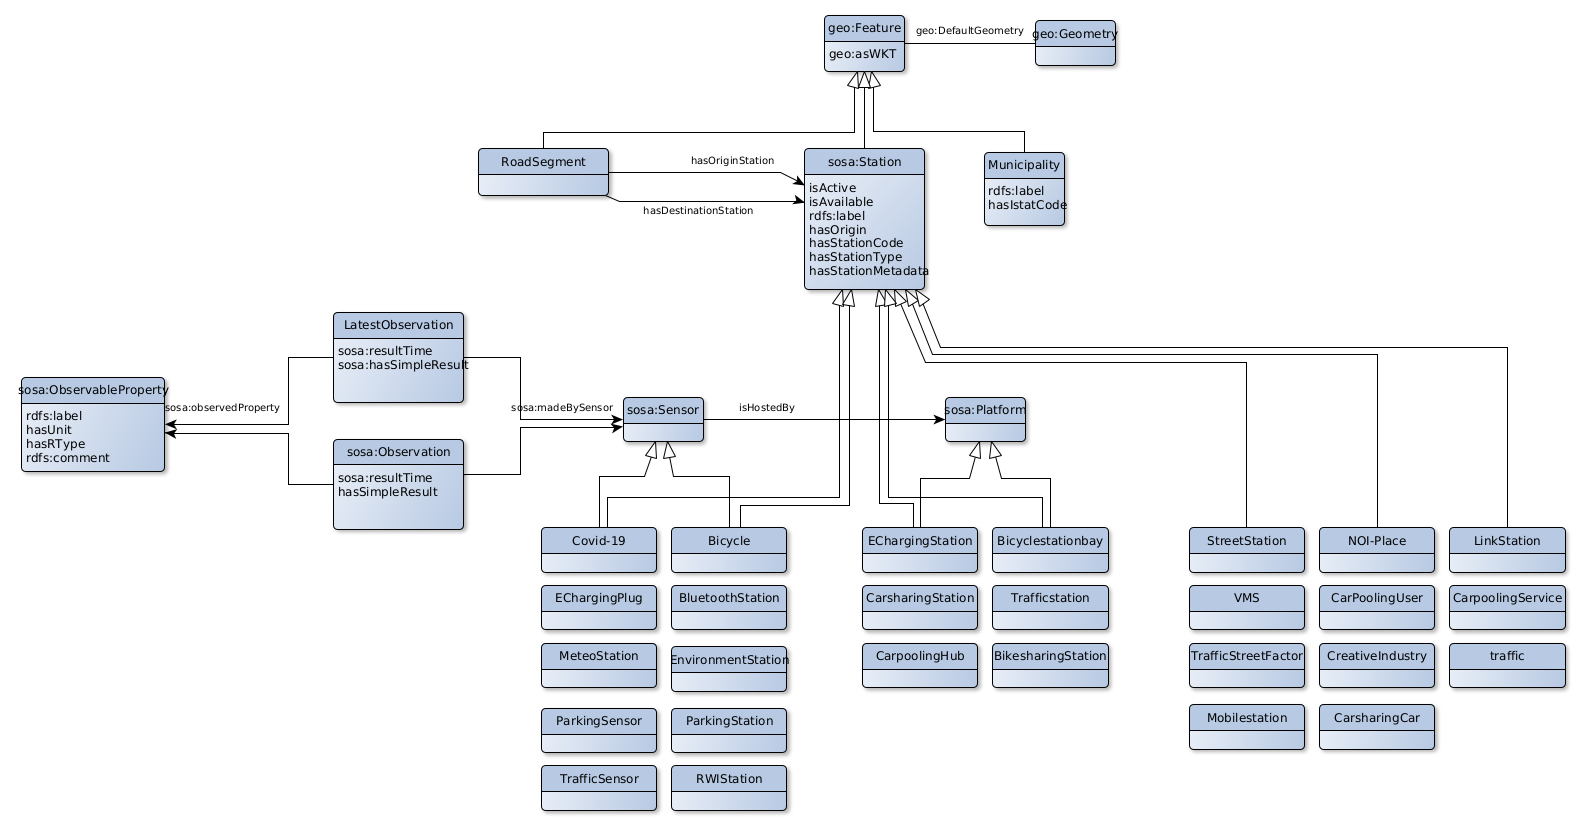 geo:Feature
geo:asWKT
geo:DefaultGeometry
geo:Geometry
RoadSegment
hasOriginStation
hasDestinationStation
sosa:Station
isActive
isAvailable
rdfs:label
hasOrigin
hasStationCode
hasStationType
hasStationMetadata
Municipality
rdfs:label
hasIstatCode
LatestObservation
sosa:resultTime
sosa:hasSimpleResult
sosa:ObservableProperty
rdfs:label
hasUnit
hasRType
rdfs:comment
sosa:observedProperty
sosa:Observation
sosa:resultTime
hasSimpleResult
sosa:madeBySensor
sosa:Sensor
isHostedBy
sosa:Platform
Covid-19
Bicycle
EChargingStation
Bicyclestationbay
StreetStation
NOI-Place
LinkStation
EChargingPlug
BluetoothStation
CarsharingStation
Trafficstation
VMS
CarPoolingUser
CarpoolingService
MeteoStation
EnvironmentStation
CarpoolingHub
BikesharingStation
TrafficStreetFactor
CreativeIndustry
traffic
ParkingSensor
ParkingStation
Mobilestation
CarsharingCar
TrafficSensor
RWIStation